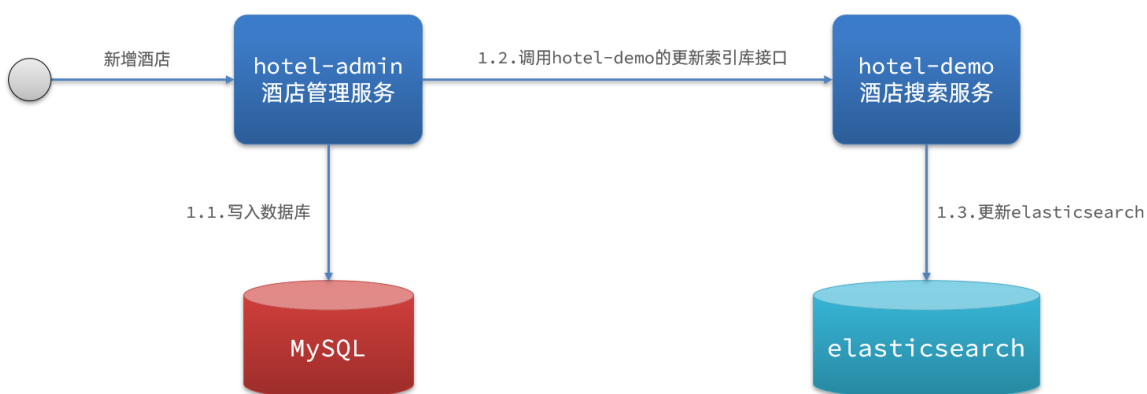 新增酒店
hotel-admin
酒店管理服务
1.2.调用hotel-demo的更新索引库接口
hotel-demo
酒店搜索服务
1.1.写入数据库
1.3.更新elasticsearch
MySQL
elasticsearch